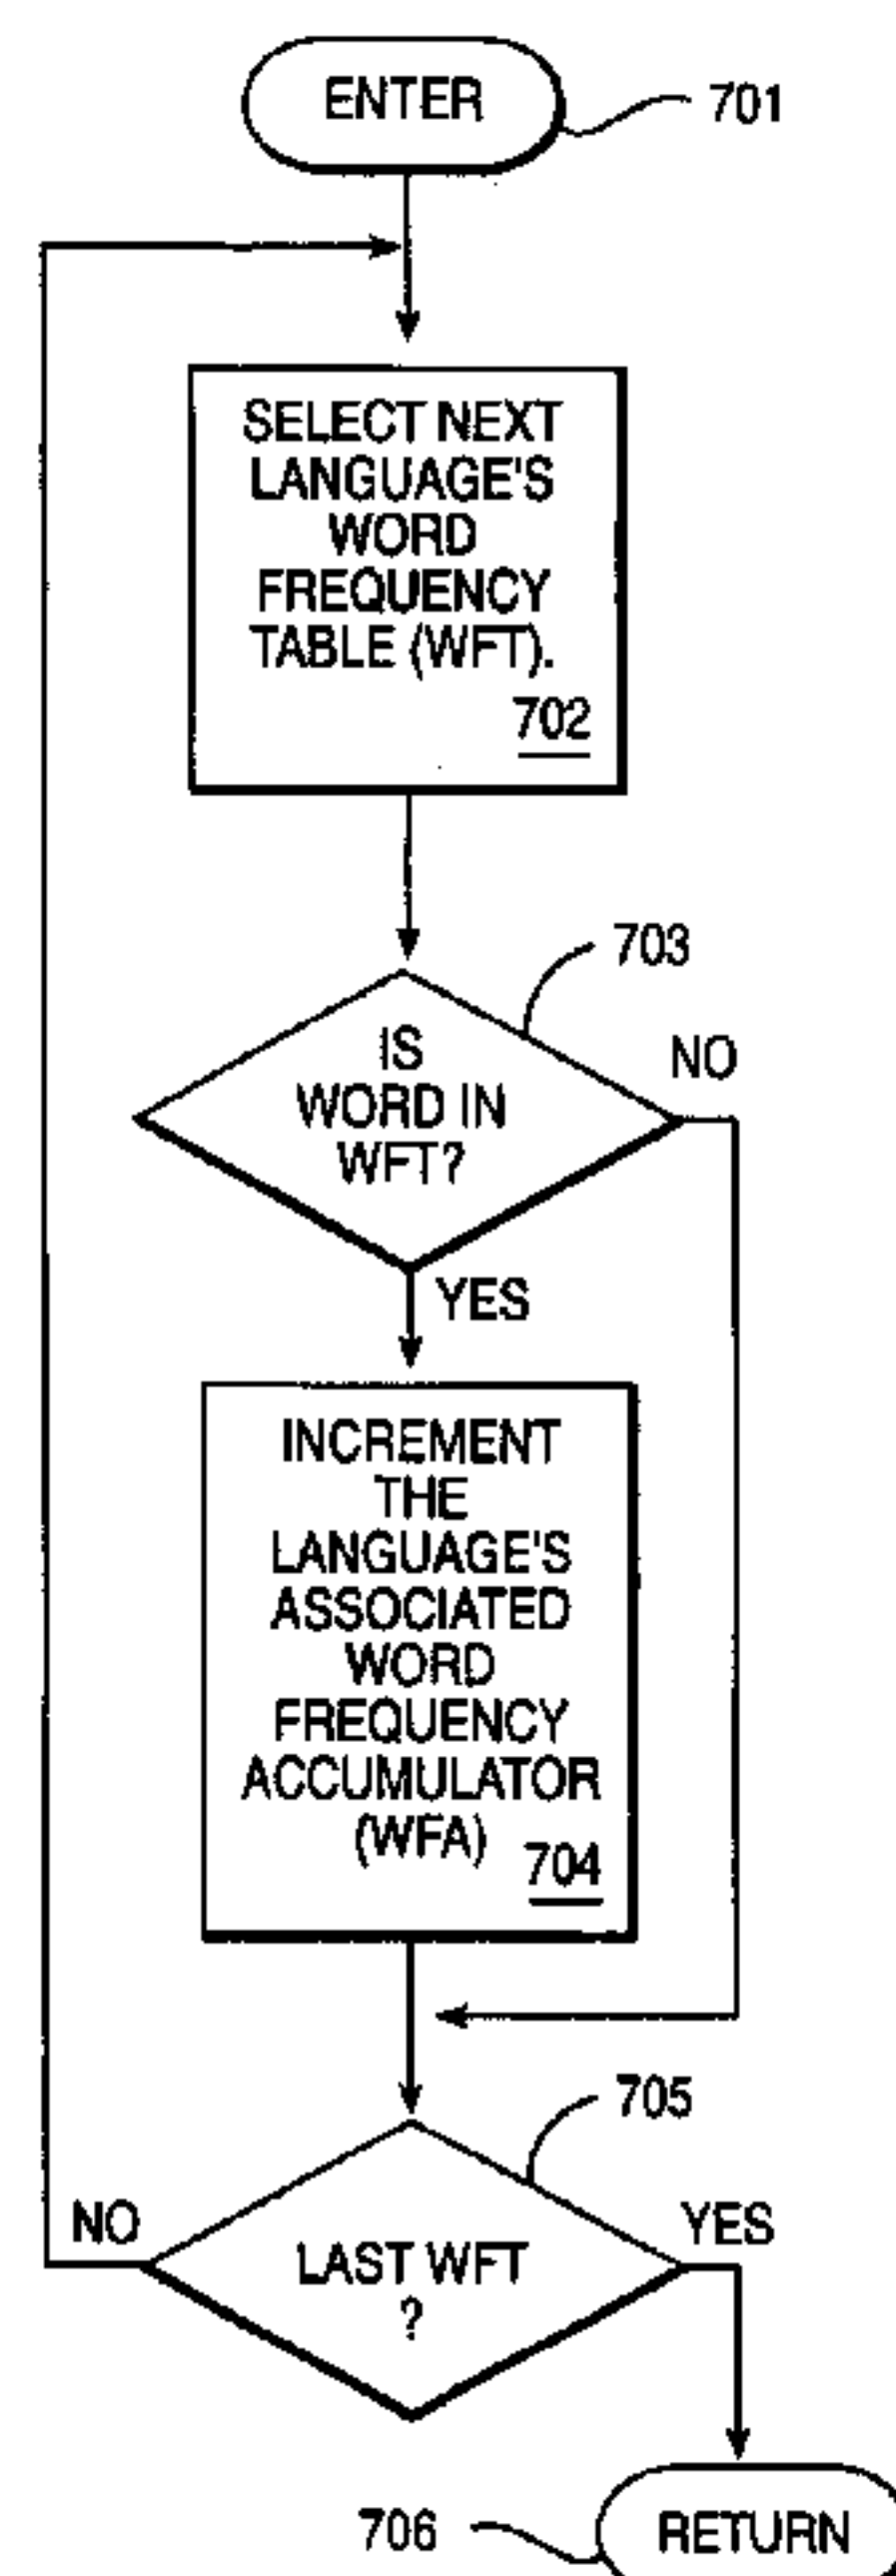 ENTER
701
SELECT NEXT
LANGUAGE'S
WORD
FREQUENCY
TABLE (WFT).
702
703
IS
WORD IN
WFT?
NO
YES
INCREMENT
THE
LANGUAGE'S
ASSOCIATED
WORD
FREQUENCY
ACCUMULATOR
(WFA)
704
705
NO
LAST WFT
?
YES
706
RETURN